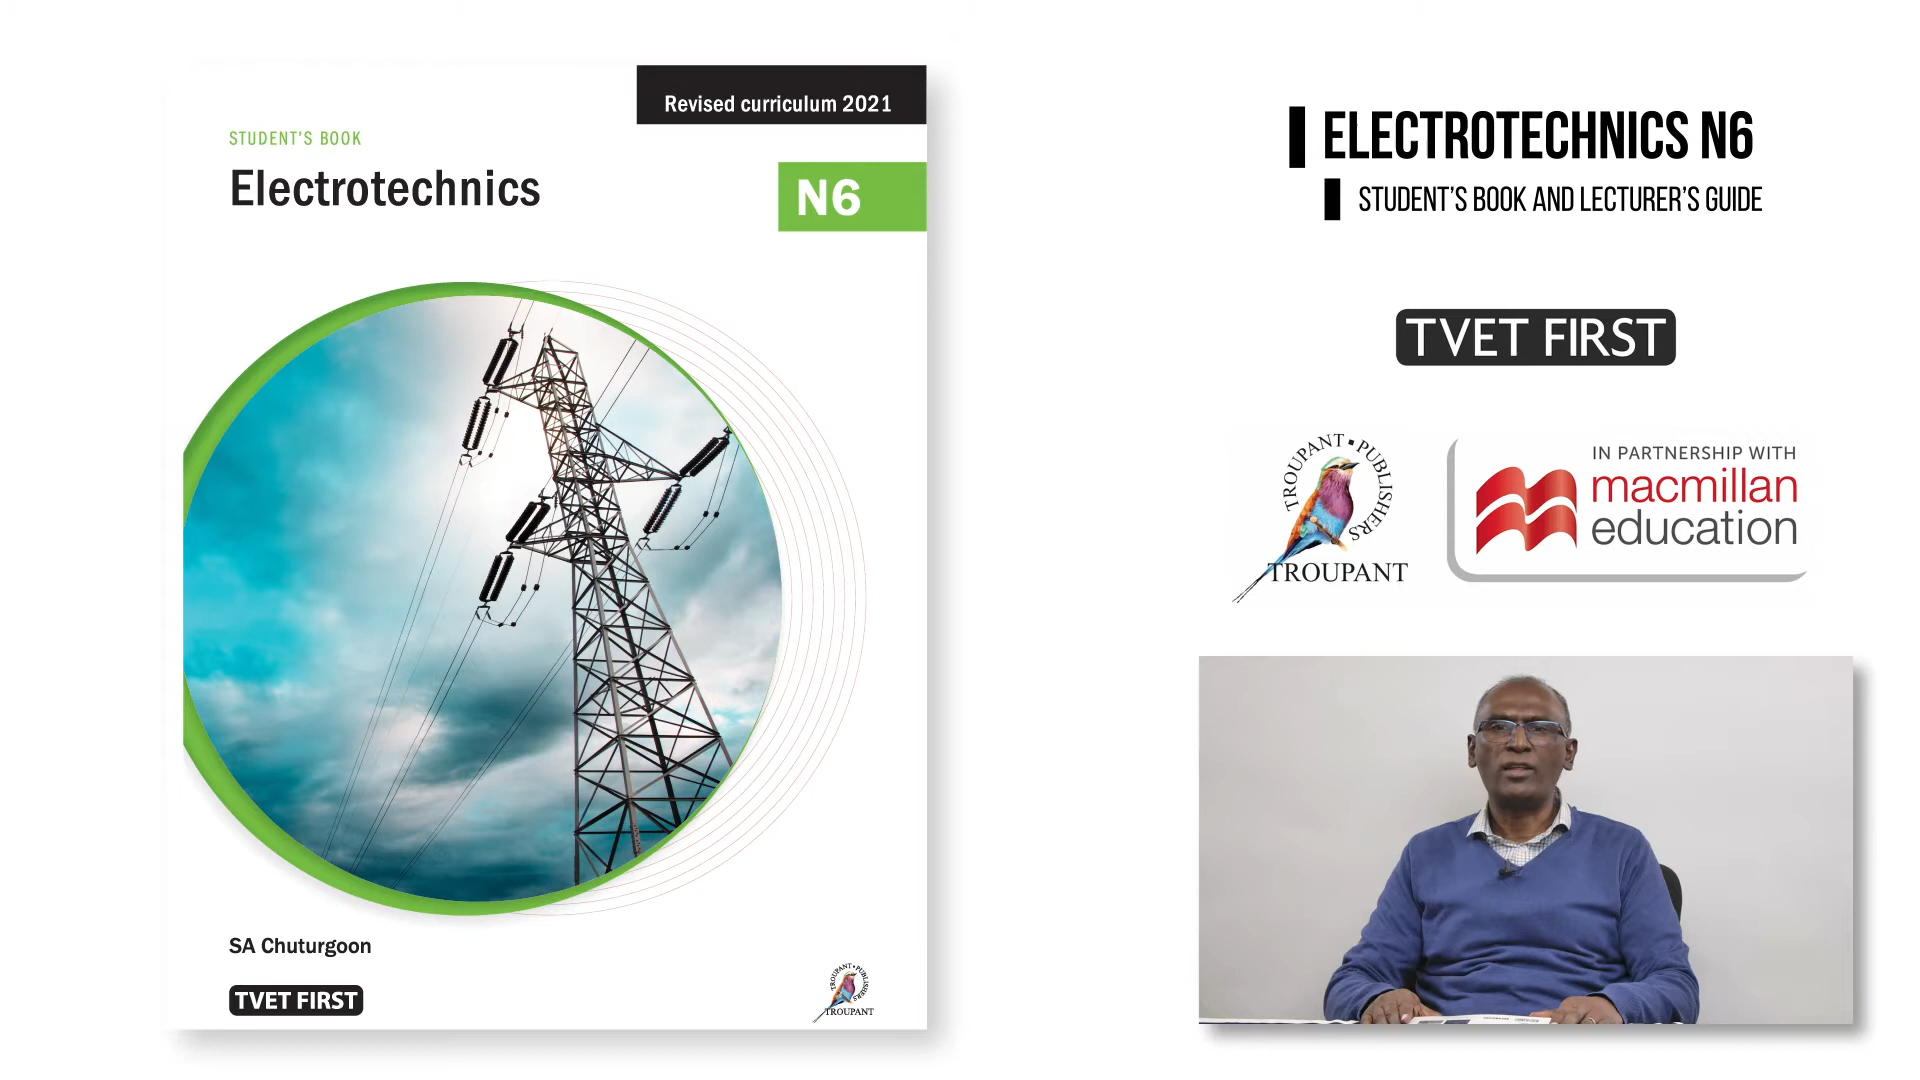 Revised curriculum 2021
STUDENT'S BOOK
Electrotechnics
N6
SA Chuturgoon
TVET FIRST
TROUPANT • PUBLISHERS
TROUPANT
ELECTROTECHNICS N6
STUDENT'S BOOK AND LECTURER'S GUIDE
TVET FIRST
TROUPANT • PUBLISHERS
TROUPANT
IN PARTNERSHIP WITH
macmillan
education